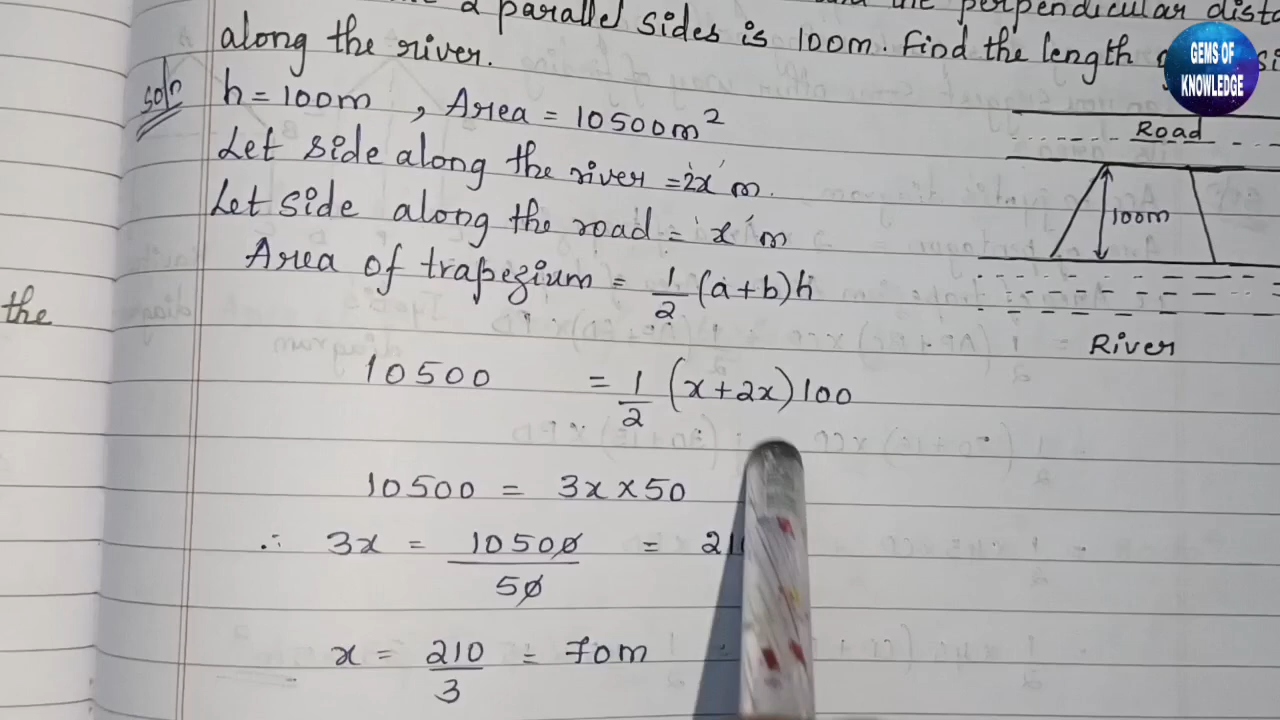 a parallel sides is 100m. Find the length
along the river.
GEMS OF
KNOWLEDGE
Soln
h = 100m , Area = 10500m²
Let side along the river = '2x' m.
Let side along the road = 'x' m
Area of trapezium = 1/2 (a+b)h
Road
100m
River
the
10500 = 1/2 (x+2x)100
10500 = 3x × 50
∴ 3x = 10500/50 = 21
x = 210/3 = 70m